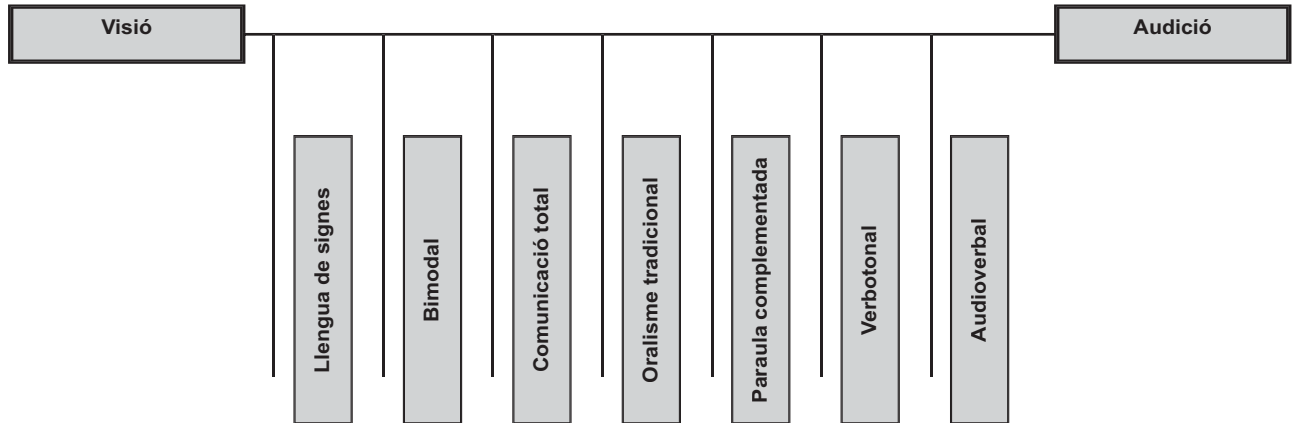 Visió
Audició
Llengua de signes
Bimodal
Comunicació total
Oralisme tradicional
Paraula complementada
Verbotonal
Audioverbal